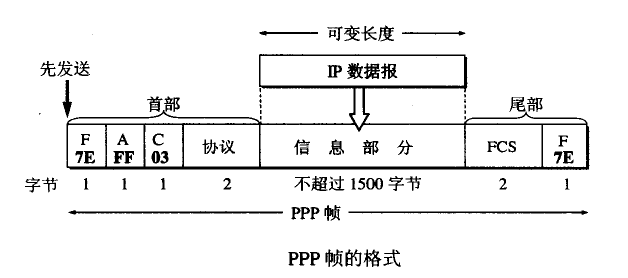 可变长度
IP 数据报
先发送
首部
尾部
F A C F
7E FF 03 协议 信息部分 FCS 7E
字节 1 1 1 2 不超过 1500 字节 2 1
PPP 帧
PPP 帧的格式